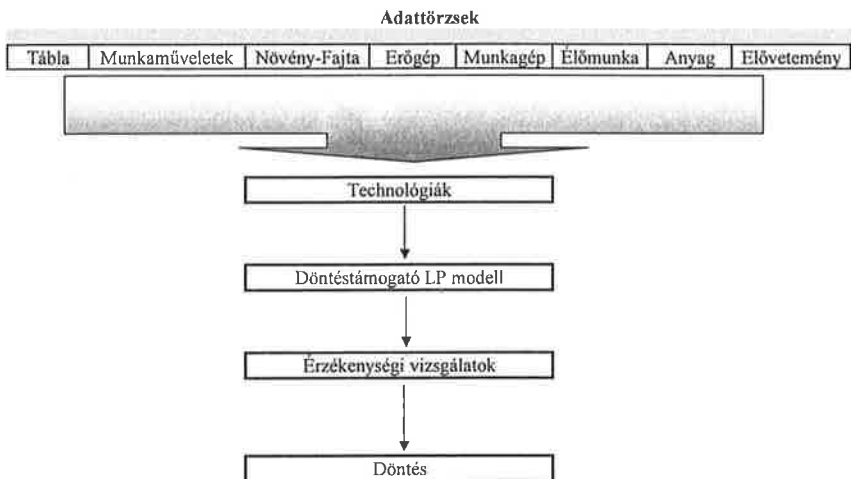 Adattörzsek
Tábla Munkaműveletek Növény-Fajta Erőgép Munkagép Élőmunka Anyag Elővetemény
Technológiák
Döntéstámogató LP modell
Érzékenységi vizsgálatok
Döntés